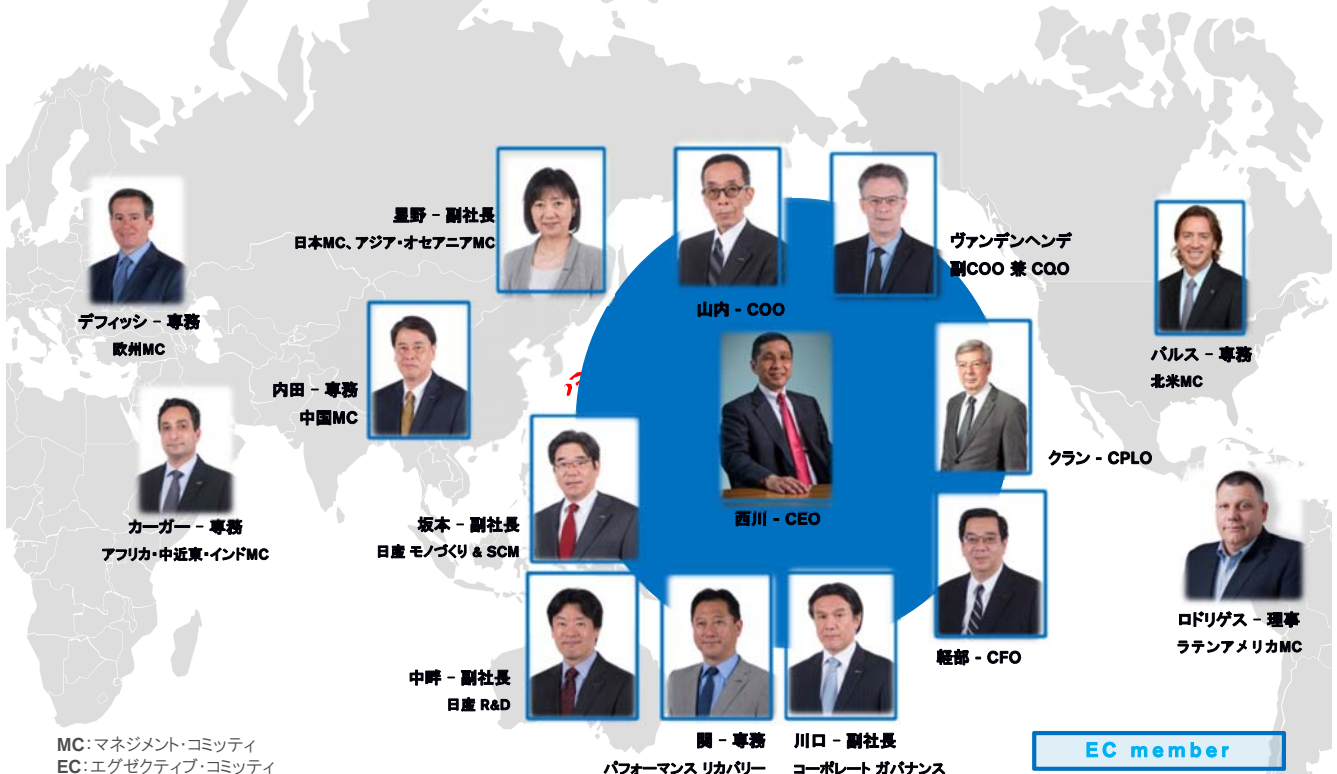 星野 - 副社長
日本MC、アジア・オセアニアMC
ヴァンデンヘンデ
副COO 兼 CQO
山内 - COO
デフィッシ - 専務
欧州MC
バルス - 専務
北米MC
内田 - 専務
中国MC
クラン - CPLO
西川 - CEO
カーガー - 専務
アフリカ・中近東・インドMC
坂本 - 副社長
日産 モノづくり & SCM
ロドリゲス - 理事
ラテンアメリカMC
軽部 - CFO
中畔 - 副社長
日産 R&D
関 - 専務
パフォーマンス リカバリー
川口 - 副社長
コーポレート ガバナンス
MC:マネジメント・コミッティ
EC:エグゼクティブ・コミッティ
EC member